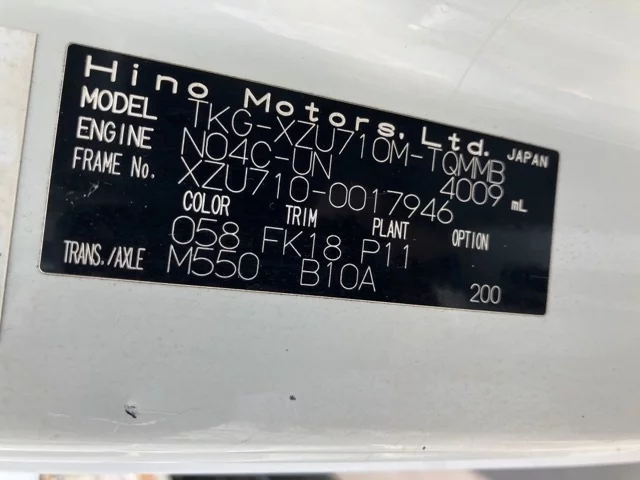 Hino Motors, Ltd. JAPAN
MODEL TKG-XZU710M-TQMMB
ENGINE N04C-UN 4009 mL
FRAME No. XZU710-0017946
COLOR TRIM PLANT OPTION
058 FK18 P11
TRANS./AXLE M550 B10A 200